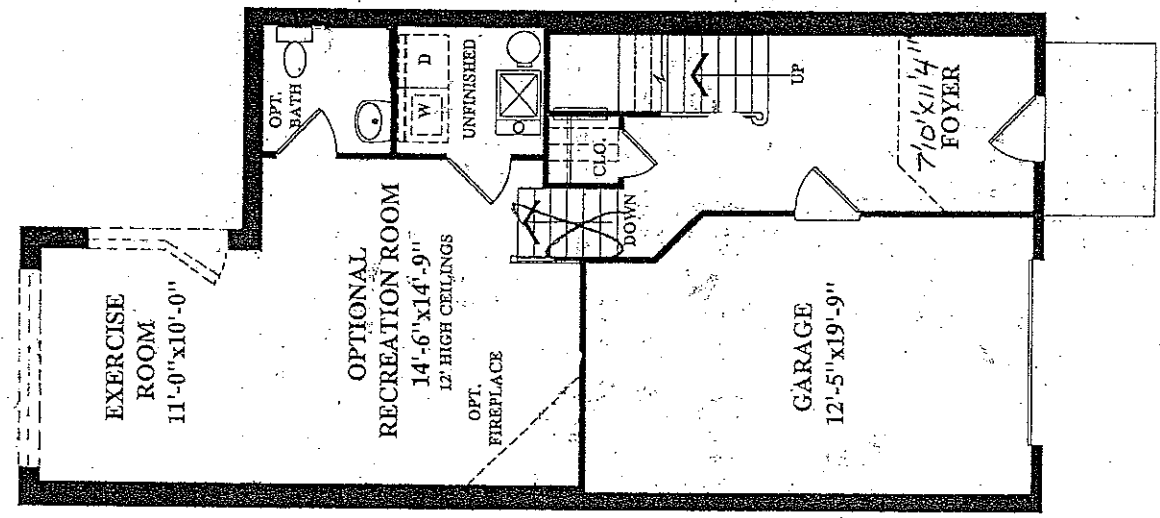 EXERCISE
ROOM
11'-0"x10'-0"
OPT.
BATH
W
D
UNFINISHED
OPTIONAL
RECREATION ROOM
14'-6"x14'-9"
12' HIGH CEILINGS
OPT.
FIREPLACE
CLO.
DOWN
UP
7'10"x11'4"
FOYER
GARAGE
12'-5"x19'-9"